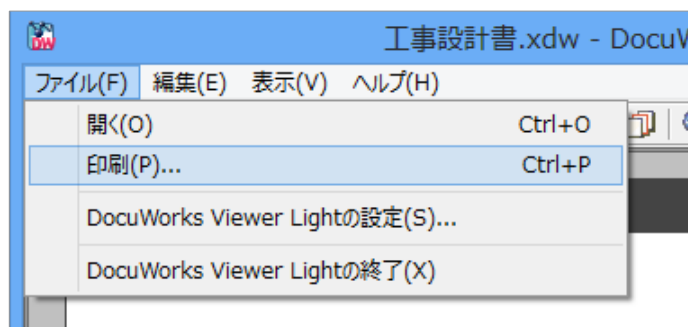 DW
工事設計書.xdw - Docu
ファイル(F) 編集(E) 表示(V) ヘルプ(H)
開く(O) Ctrl+O
印刷(P)... Ctrl+P
DocuWorks Viewer Lightの設定(S)...
DocuWorks Viewer Lightの終了(X)